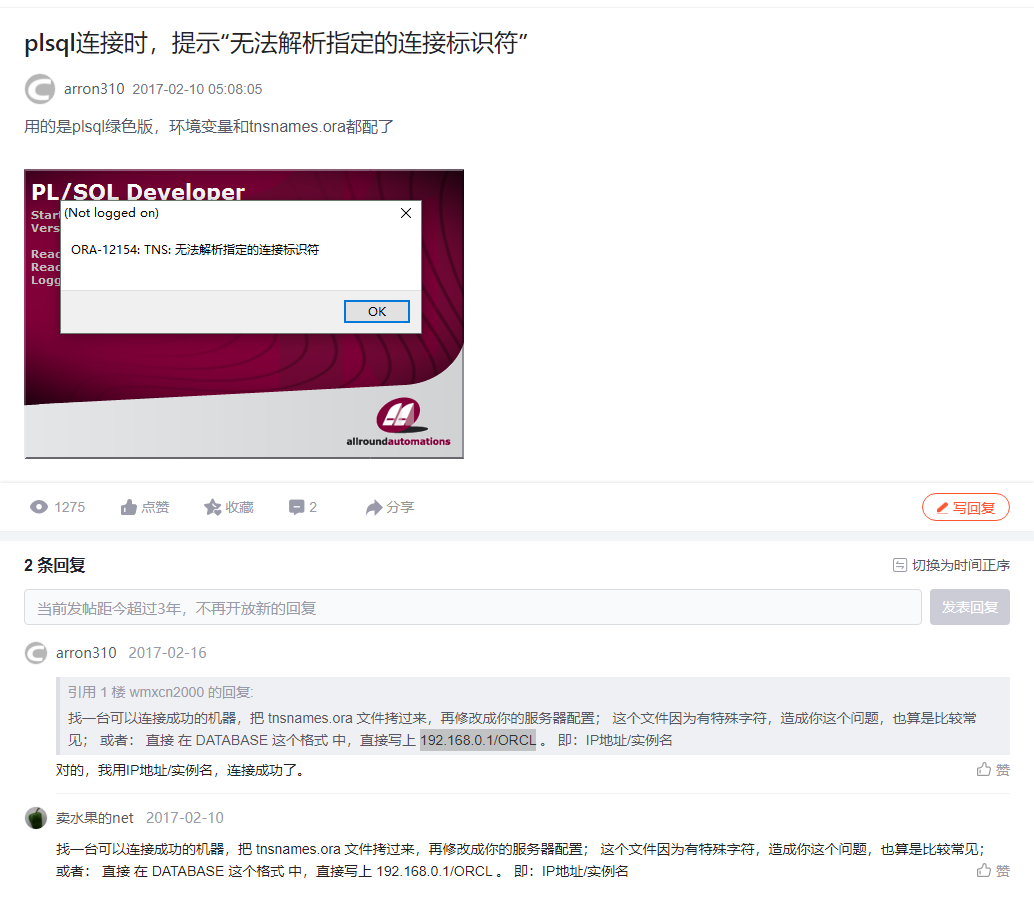 plsql连接时，提示“无法解析指定的连接标识符”
arron310 2017-02-10 05:08:05
用的是plsql绿色版，环境变量和tnsnames.ora都配了
PL/SQL Developer
Start
Vers
Read
Read
Logg
(Not logged on)
ORA-12154: TNS: 无法解析指定的连接标识符
OK
allroundautomations
1275 点赞 收藏 2 分享 写回复
2 条回复 切换为时间正序
当前发帖距今超过3年，不再开放新的回复 发表回复
arron310 2017-02-16
引用 1 楼 wmxcn2000 的回复:
找一台可以连接成功的机器，把 tnsnames.ora 文件拷过来，再修改成你的服务器配置； 这个文件因为有特殊字符，造成你这个问题，也算是比较常
见； 或者： 直接 在 DATABASE 这个格式 中，直接写上 192.168.0.1/ORCL 。 即：IP地址/实例名
对的，我用IP地址/实例名，连接成功了。 赞
卖水果的net 2017-02-10
找一台可以连接成功的机器，把 tnsnames.ora 文件拷过来，再修改成你的服务器配置； 这个文件因为有特殊字符，造成你这个问题，也算是比较常见；
或者： 直接 在 DATABASE 这个格式 中，直接写上 192.168.0.1/ORCL 。 即：IP地址/实例名 赞